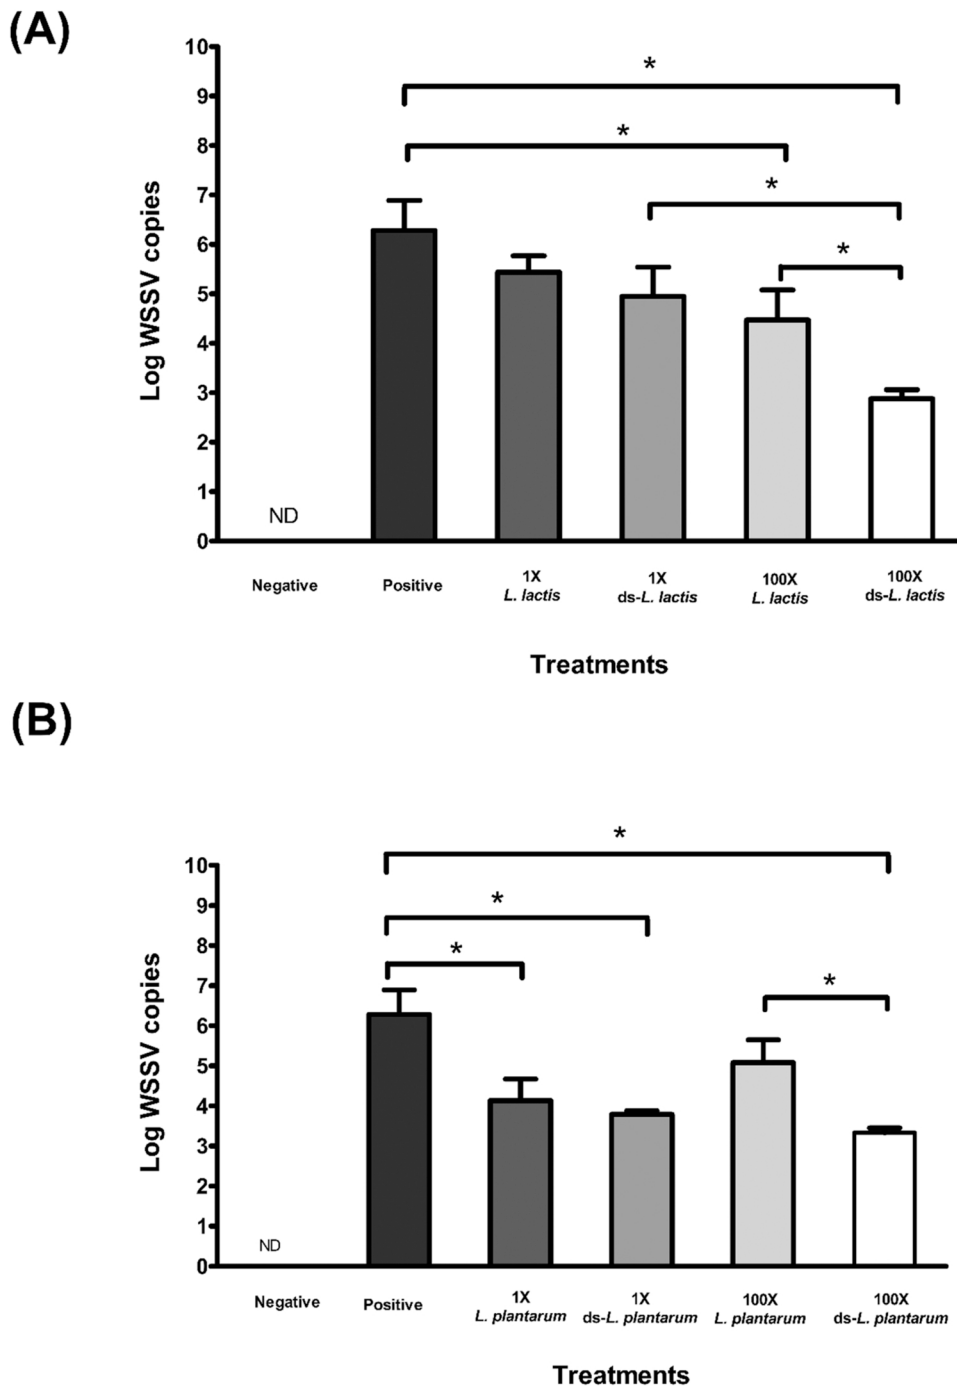 (A)
*
*
*
*
10
9
8
7
6
5
4
3
2
1
0
Log WSSV copies
ND
Negative
Positive
1X
L. lactis
1X
ds-L. lactis
100X
L. lactis
100X
ds-L. lactis
Treatments
(B)
*
*
*
*
10
9
8
7
6
5
4
3
2
1
0
Log WSSV copies
ND
Negative
Positive
1X
L. plantarum
1X
ds-L. plantarum
100X
L. plantarum
100X
ds-L. plantarum
Treatments